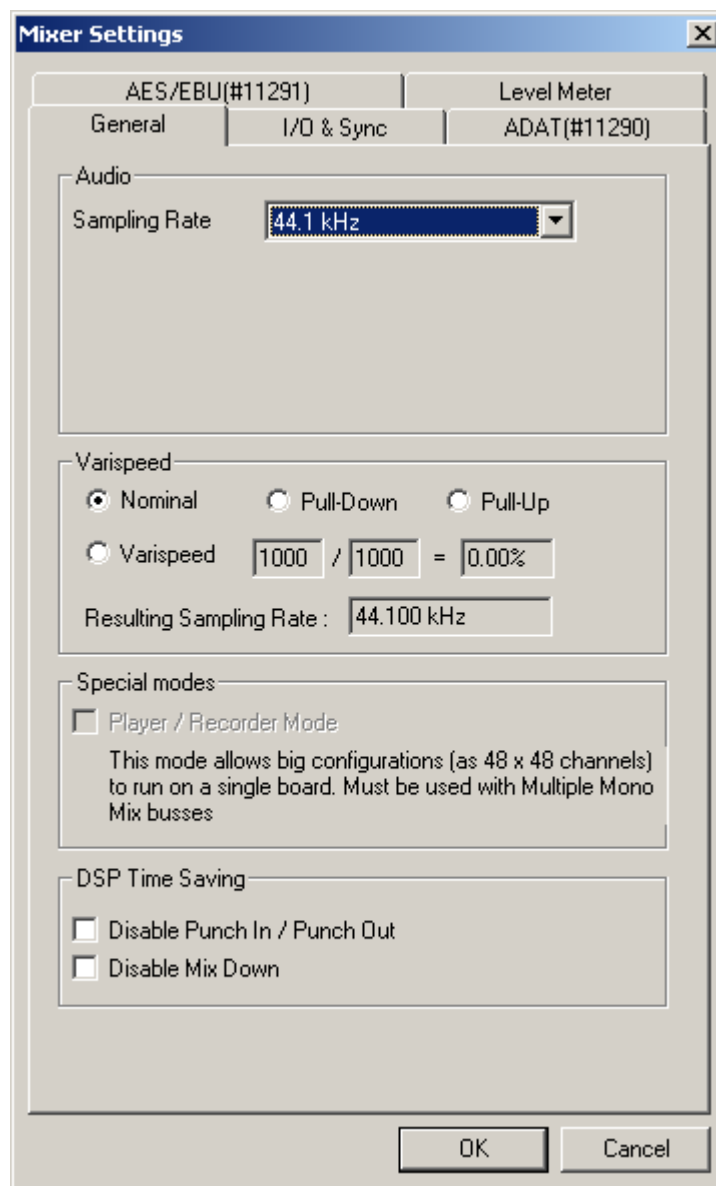 Mixer Settings
AES/EBU(#11291) Level Meter
General I/O & Sync ADAT(#11290)
Audio
Sampling Rate 44.1 kHz
Varispeed
Nominal Pull-Down Pull-Up
Varispeed 1000 / 1000 = 0.00%
Resulting Sampling Rate : 44.100 kHz
Special modes
Player / Recorder Mode
This mode allows big configurations (as 48 x 48 channels)
to run on a single board. Must be used with Multiple Mono
Mix busses
DSP Time Saving
Disable Punch In / Punch Out
Disable Mix Down
OK Cancel